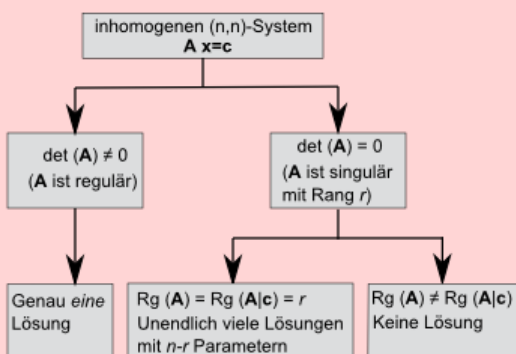 inhomogenen (n,n)-System
A x=c
det (A) ≠ 0
(A ist regulär)
det (A) = 0
(A ist singulär
mit Rang r)
Genau eine
Lösung
Rg (A) = Rg (A|c) = r
Unendlich viele Lösungen
mit n-r Parametern
Rg (A) ≠ Rg (A|c)
Keine Lösung